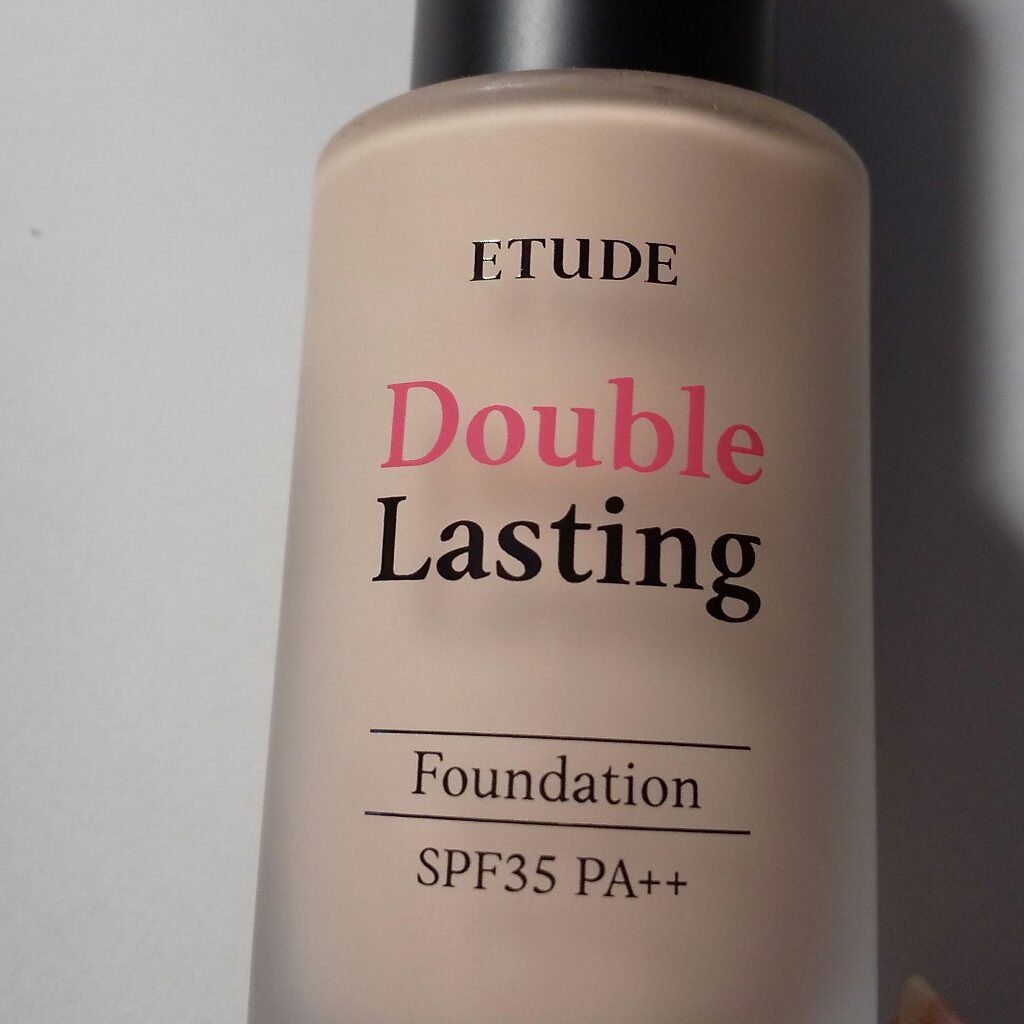 ETUDE
Double
Lasting
Foundation
SPF35 PA++